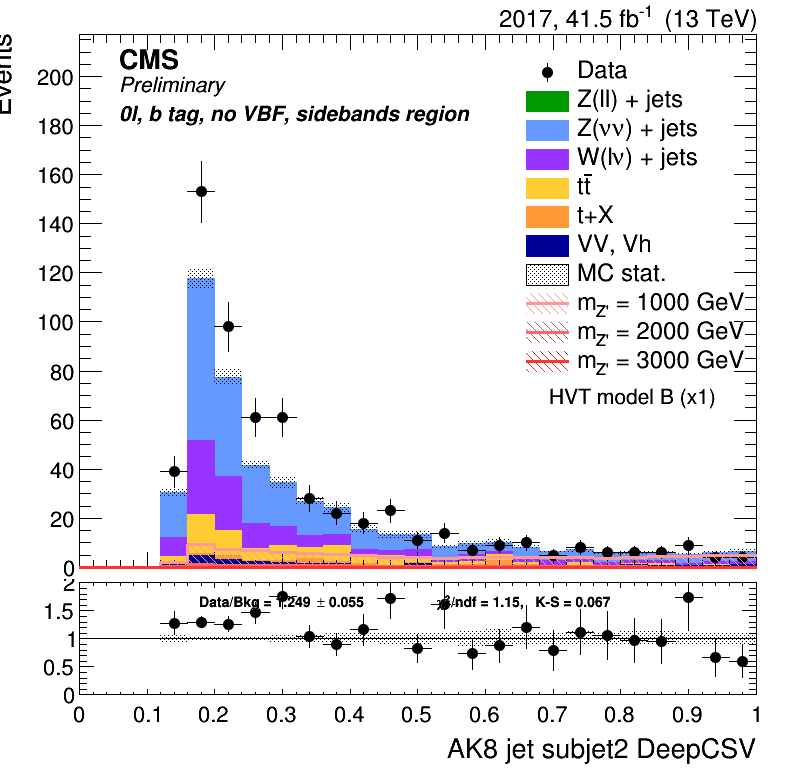 2017, 41.5 fb⁻¹ (13 TeV)
Events
CMS
Preliminary
0l, b tag, no VBF, sidebands region
Data
Z(ll) + jets
Z(νν) + jets
W(lν) + jets
tt̄
t+X
VV, Vh
MC stat.
m_Z' = 1000 GeV
m_Z' = 2000 GeV
m_Z' = 3000 GeV
HVT model B (x1)
200
180
160
140
120
100
80
60
40
20
0
2
1.5
1
0.5
0
Data/Bkg = 1.249 ± 0.055
χ²/ndf = 1.15, K-S = 0.067
0 0.1 0.2 0.3 0.4 0.5 0.6 0.7 0.8 0.9 1
AK8 jet subjet2 DeepCSV